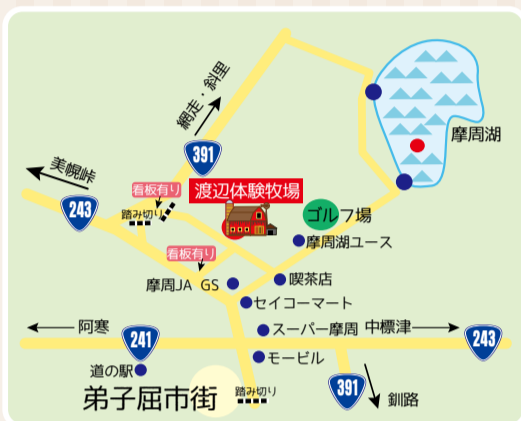 網走・斜里
391
摩周湖
美幌峠
243
看板有り
踏み切り
渡辺体験牧場
ゴルフ場
摩周湖ユース
看板有り
摩周JA GS
喫茶店
セイコーマート
阿寒
241
スーパー摩周
中標津
243
道の駅
モービル
弟子屈市街
踏み切り
391
釧路